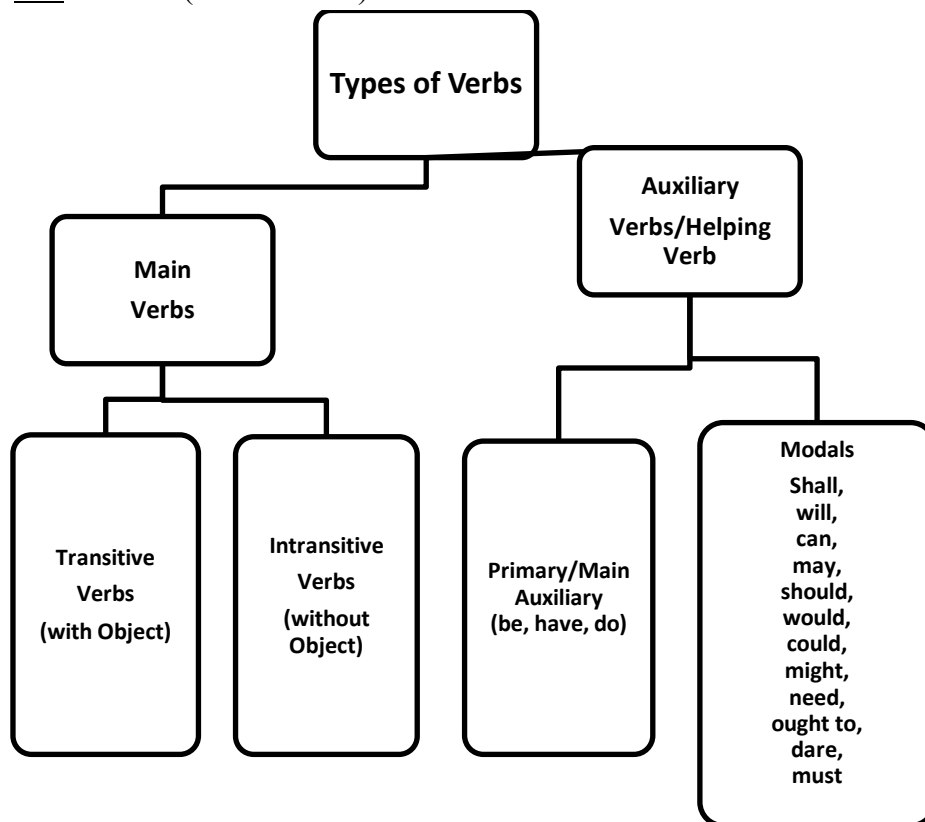 Types of Verbs
Auxiliary
Verbs/Helping
Verb
Main
Verbs
Transitive
Verbs
(with Object)
Intransitive
Verbs
(without
Object)
Primary/Main
Auxiliary
(be, have, do)
Modals
Shall,
will,
can,
may,
should,
would,
could,
might,
need,
ought to,
dare,
must